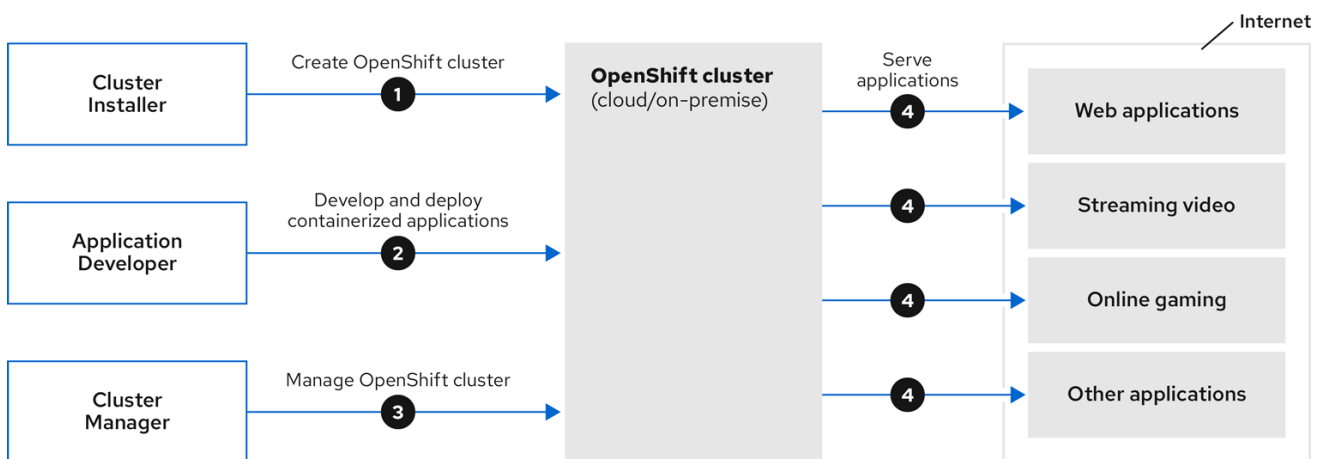 Internet
Cluster
Installer
Create OpenShift cluster
1
OpenShift cluster
(cloud/on-premise)
Serve
applications
4
Web applications
Application
Developer
Develop and deploy
containerized applications
2
4
Streaming video
4
Online gaming
Cluster
Manager
Manage OpenShift cluster
3
4
Other applications